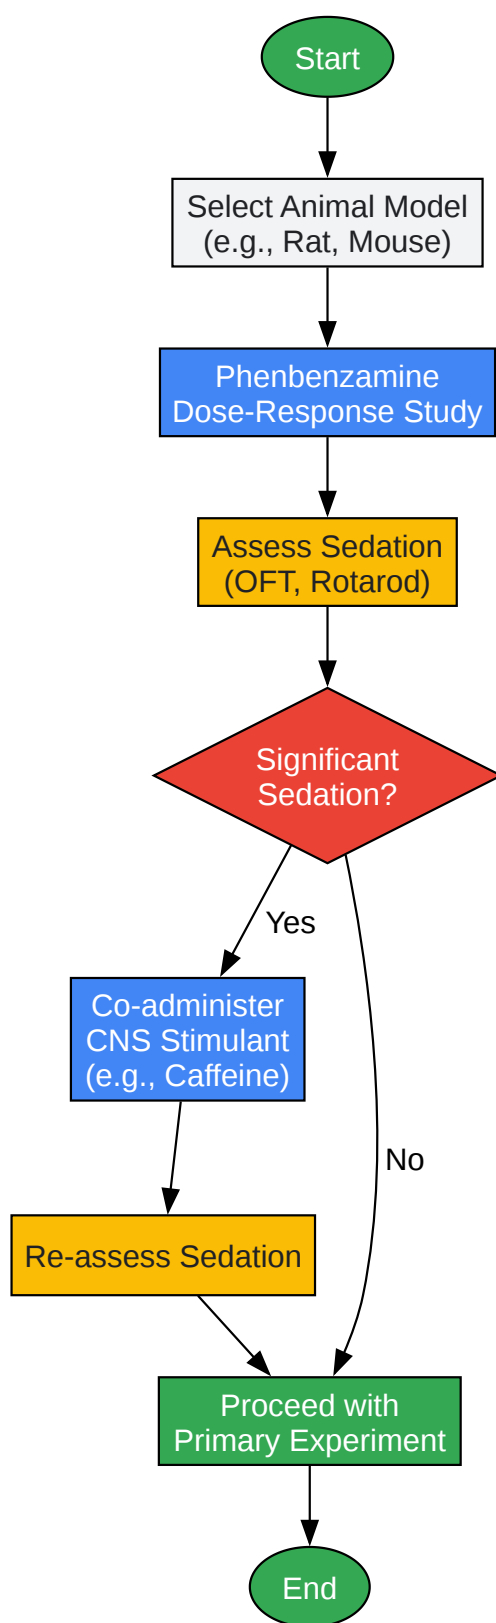 Start
Select Animal Model
(e.g., Rat, Mouse)
Phenbenzamine
Dose-Response Study
Assess Sedation
(OFT, Rotarod)
Significant
Sedation?
Yes
Co-administer
CNS Stimulant
(e.g., Caffeine)
No
Re-assess Sedation
Proceed with
Primary Experiment
End